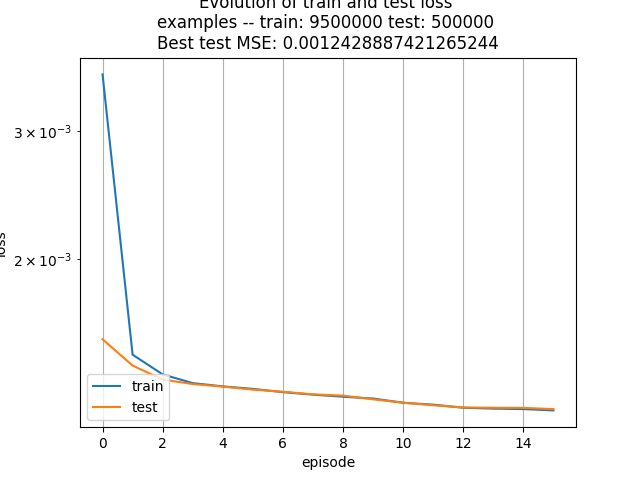 Evolution of train and test loss
examples -- train: 9500000 test: 500000
Best test MSE: 0.0012428887421265244
3 × 10⁻³
2 × 10⁻³
loss
train
test
0 2 4 6 8 10 12 14
episode